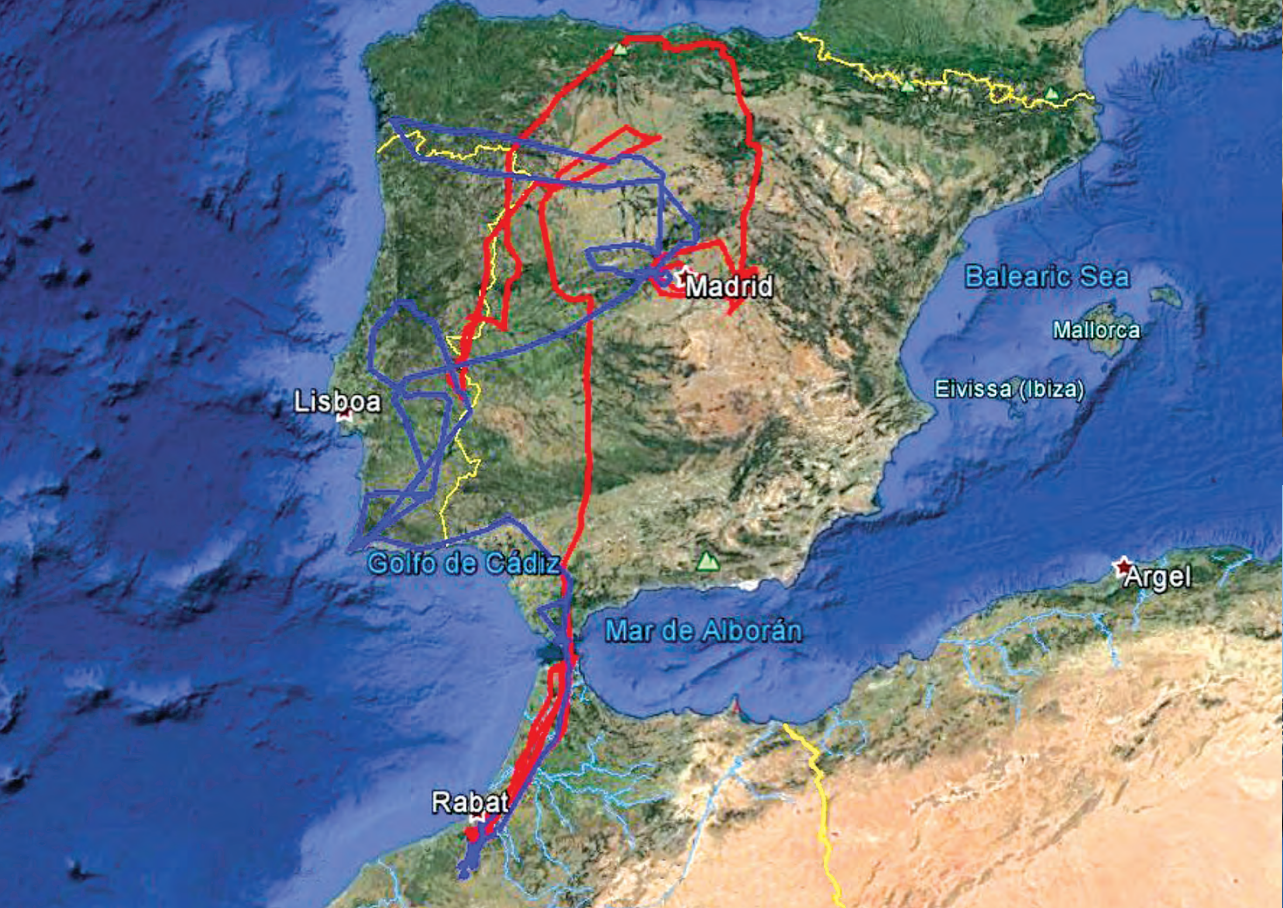 Balearic Sea
Madrid
Mallorca
Eivissa (Ibiza)
Lisboa
Golfo de Cádiz
Argel
Mar de Alborán
Rabat